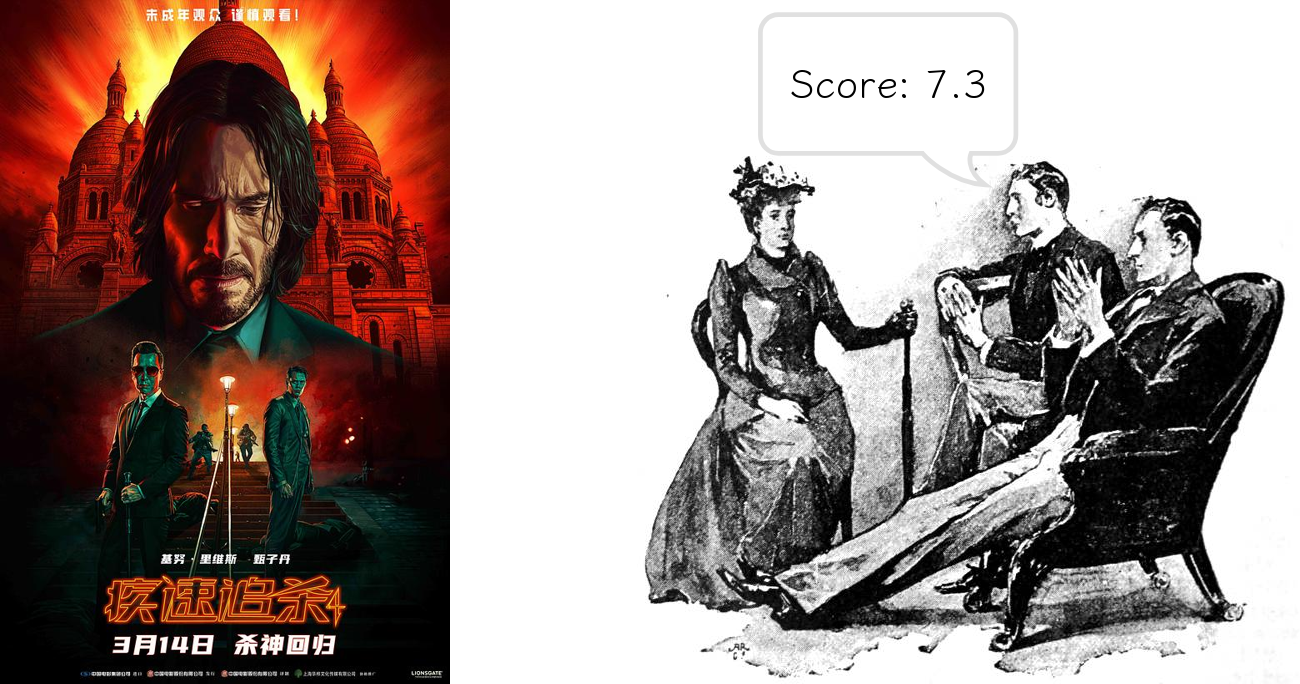 未成年观众 谨慎观看!
基努·里维斯 甄子丹
疾速追杀4
3月14日 杀神回归
LIONSGATE
Score: 7.3